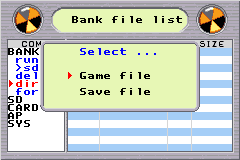 Bank file list
COM
SIZE
BANK
run
>sd
del
dir
for
SD
CARD
AP
SYS
Select ...
Game file
Save file